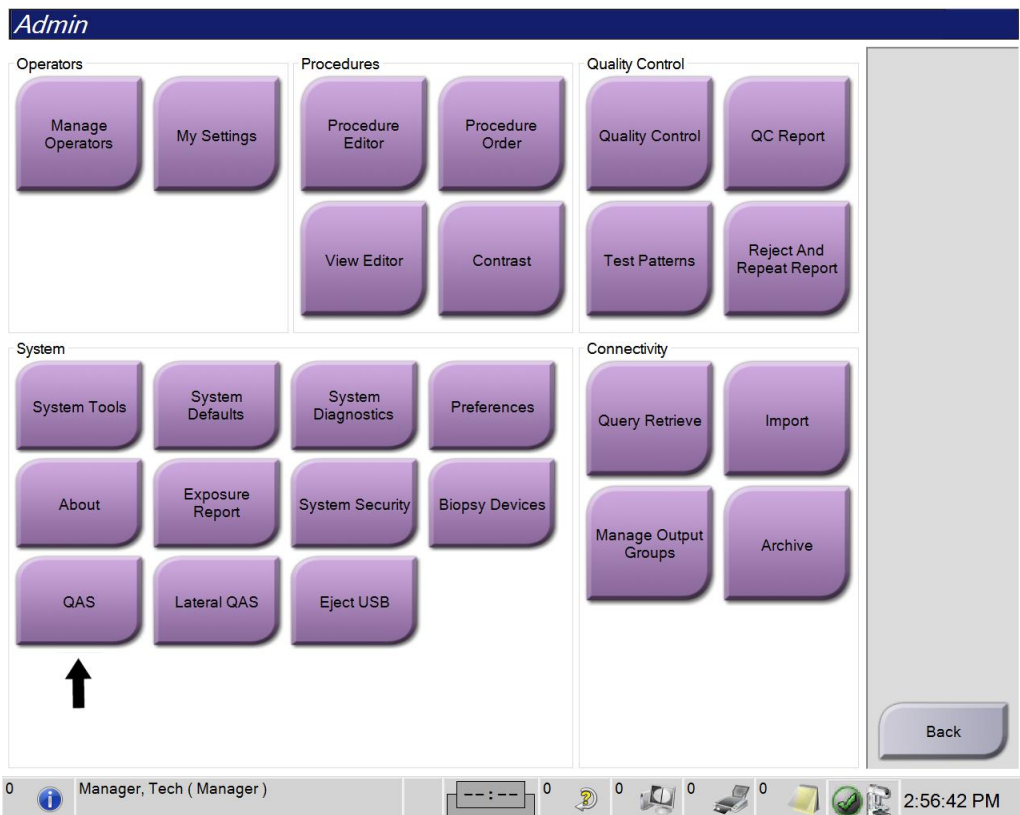 Admin
Operators
Manage
Operators
My Settings
Procedures
Procedure
Editor
Procedure
Order
View Editor
Contrast
Quality Control
Quality Control
QC Report
Test Patterns
Reject And
Repeat Report
System
System Tools
System
Defaults
System
Diagnostics
Preferences
About
Exposure
Report
System Security
Biopsy Devices
QAS
Lateral QAS
Eject USB
Connectivity
Query Retrieve
Import
Manage Output
Groups
Archive
Back
0
Manager, Tech ( Manager )
--:--
0
0
0
0
2:56:42 PM